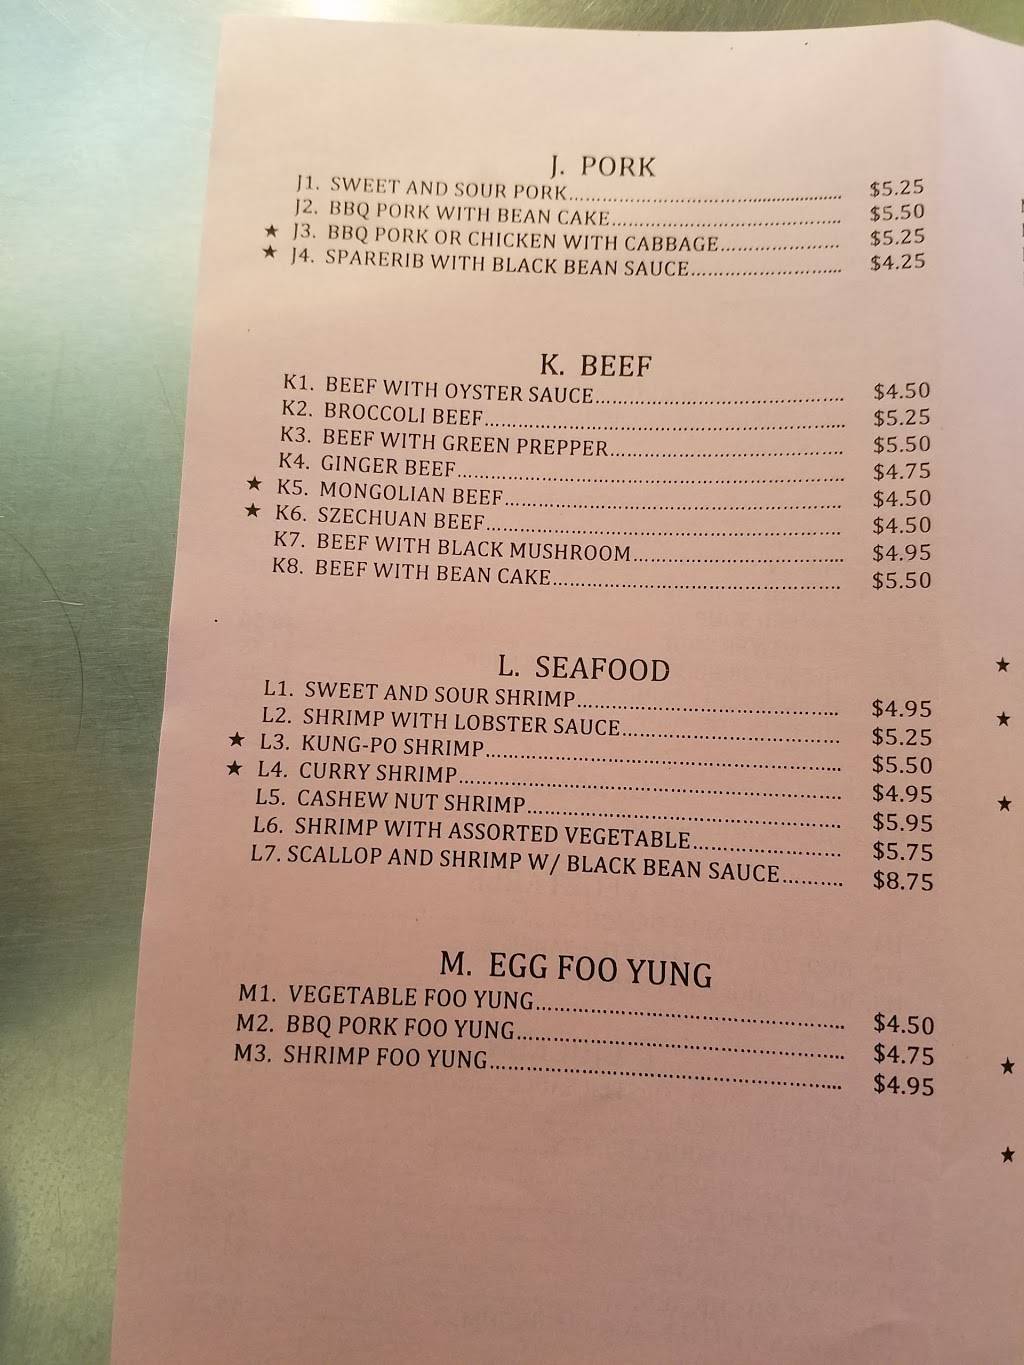 J. PORK
J1. SWEET AND SOUR PORK.......... $5.25
J2. BBQ PORK WITH BEAN CAKE.......... $5.50
★ J3. BBQ PORK OR CHICKEN WITH CABBAGE.......... $5.25
★ J4. SPARERIB WITH BLACK BEAN SAUCE.......... $4.25
K. BEEF
K1. BEEF WITH OYSTER SAUCE.......... $4.50
K2. BROCCOLI BEEF.......... $5.25
K3. BEEF WITH GREEN PREPPER.......... $5.50
K4. GINGER BEEF.......... $4.75
★ K5. MONGOLIAN BEEF.......... $4.50
★ K6. SZECHUAN BEEF.......... $4.50
K7. BEEF WITH BLACK MUSHROOM.......... $4.95
K8. BEEF WITH BEAN CAKE.......... $5.50
L. SEAFOOD
L1. SWEET AND SOUR SHRIMP.......... $4.95
L2. SHRIMP WITH LOBSTER SAUCE.......... $5.25
★ L3. KUNG-PO SHRIMP.......... $5.50
★ L4. CURRY SHRIMP.......... $4.95
L5. CASHEW NUT SHRIMP.......... $5.95
L6. SHRIMP WITH ASSORTED VEGETABLE.......... $5.75
L7. SCALLOP AND SHRIMP W/ BLACK BEAN SAUCE.......... $8.75
M. EGG FOO YUNG
M1. VEGETABLE FOO YUNG.......... $4.50
M2. BBQ PORK FOO YUNG.......... $4.75
M3. SHRIMP FOO YUNG.......... $4.95